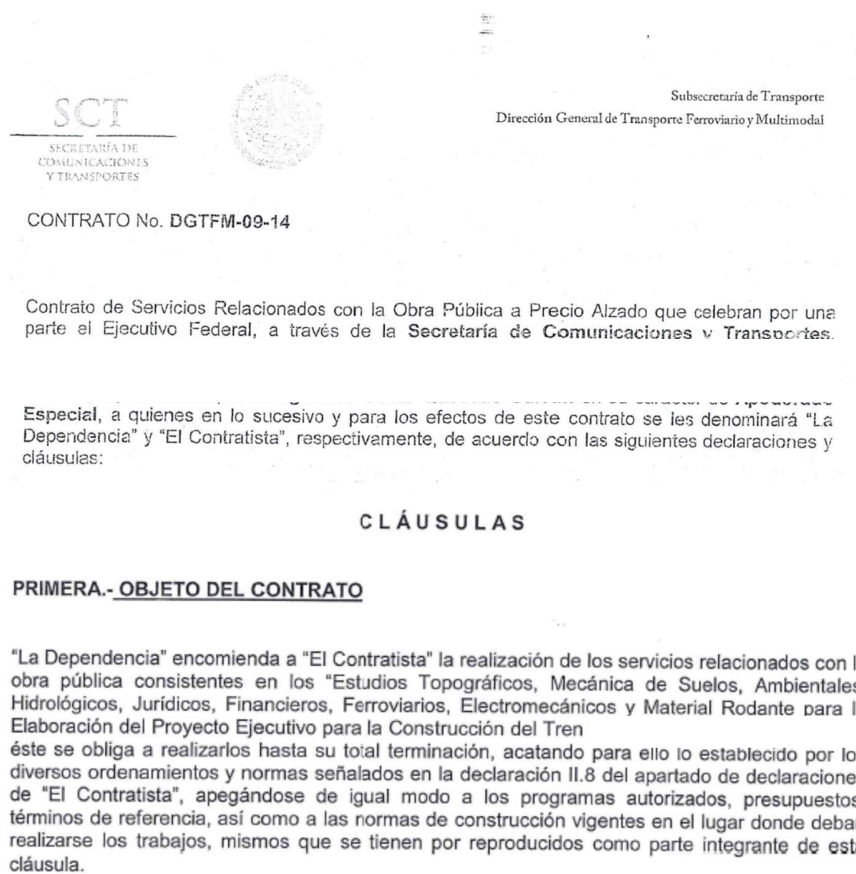 Subsecretaría de Transporte
Dirección General de Transporte Ferroviario y Multimodal
SCT
SECRETARÍA DE
COMUNICACIONES
Y TRANSPORTES
CONTRATO No. DGTFM-09-14
Contrato de Servicios Relacionados con la Obra Pública a Precio Alzado que celebran por una
parte el Ejecutivo Federal, a través de la Secretaría de Comunicaciones y Transportes,
Especial, a quienes en lo sucesivo y para los efectos de este contrato se les denominará “La
Dependencia” y “El Contratista”, respectivamente, de acuerdo con las siguientes declaraciones y
cláusulas:
CLÁUSULAS
PRIMERA.- OBJETO DEL CONTRATO
“La Dependencia” encomienda a “El Contratista” la realización de los servicios relacionados con l
obra pública consistentes en los “Estudios Topográficos, Mecánica de Suelos, Ambientales
Hidrológicos, Jurídicos, Financieros, Ferroviarios, Electromecánicos y Material Rodante para l
Elaboración del Proyecto Ejecutivo para la Construcción del Tren
éste se obliga a realizarlos hasta su total terminación, acatando para ello lo establecido por lo
diversos ordenamientos y normas señalados en la declaración II.8 del apartado de declaracione
de “El Contratista”, apegándose de igual modo a los programas autorizados, presupuestos
términos de referencia, así como a las normas de construcción vigentes en el lugar donde deba
realizarse los trabajos, mismos que se tienen por reproducidos como parte integrante de est
cláusula.